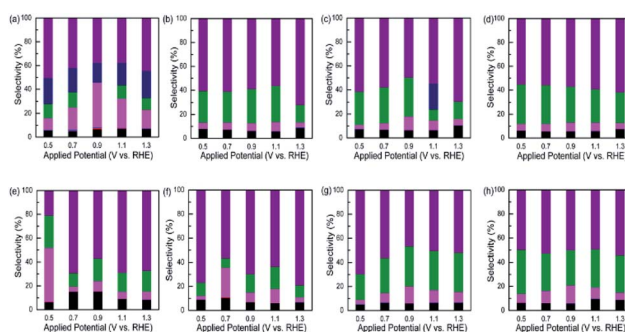 (a) (b) (c) (d)
100 100 100 100
80 80 80 80
60 60 60 60
40 40 40 40
20 20 20 20
0 0 0 0
Selectivity (%) Selectivity (%) Selectivity (%) Selectivity (%)
0.5 0.7 0.9 1.1 1.3 0.5 0.7 0.9 1.1 1.3 0.5 0.7 0.9 1.1 1.3 0.5 0.7 0.9 1.1 1.3
Applied Potential (V vs. RHE) Applied Potential (V vs. RHE) Applied Potential (V vs. RHE) Applied Potential (V vs. RHE)
(e) (f) (g) (h)
100 100 100 100
80 80 80 80
60 60 60 60
40 40 40 40
20 20 20 20
0 0 0 0
Selectivity (%) Selectivity (%) Selectivity (%) Selectivity (%)
0.5 0.7 0.9 1.1 1.3 0.5 0.7 0.9 1.1 1.3 0.5 0.7 0.9 1.1 1.3 0.5 0.7 0.9 1.1 1.3
Applied Potential (V vs. RHE) Applied Potential (V vs. RHE) Applied Potential (V vs. RHE) Applied Potential (V vs. RHE)